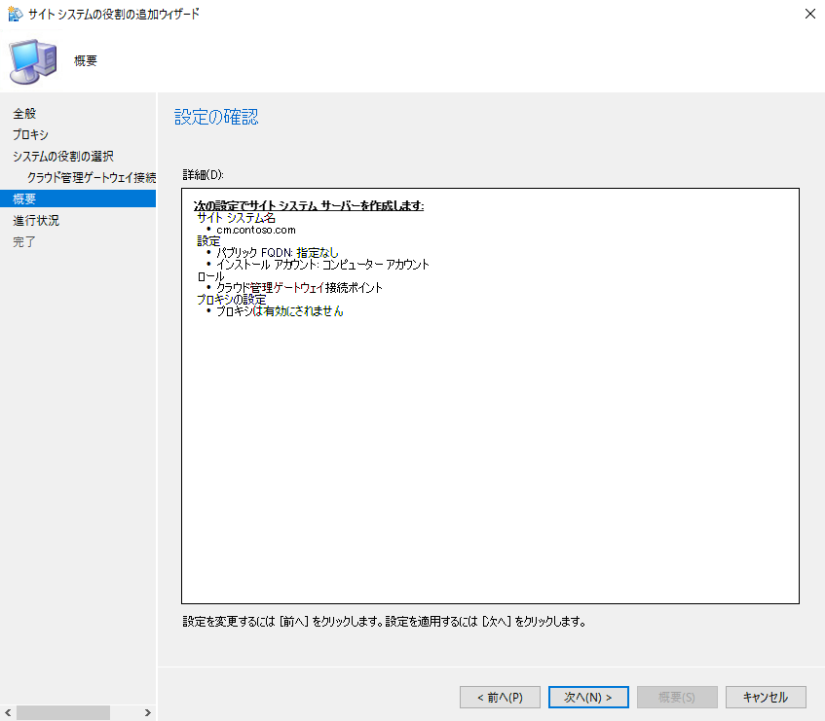 サイト システムの役割の追加ウィザード
概要
全般
プロキシ
システムの役割の選択
クラウド管理ゲートウェイ接続
概要
進行状況
完了
設定の確認
詳細(D):
次の設定でサイト システム サーバーを作成します:
サイト システム名
• cm.contoso.com
設定
• パブリック FQDN: 指定なし
• インストール アカウント: コンピューター アカウント
ロール
• クラウド管理ゲートウェイ接続ポイント
プロキシの設定
• プロキシは有効にされません
設定を変更するには [前へ] をクリックします。設定を適用するには [次へ] をクリックします。
< 前へ(P)
次へ(N) >
概要(S)
キャンセル